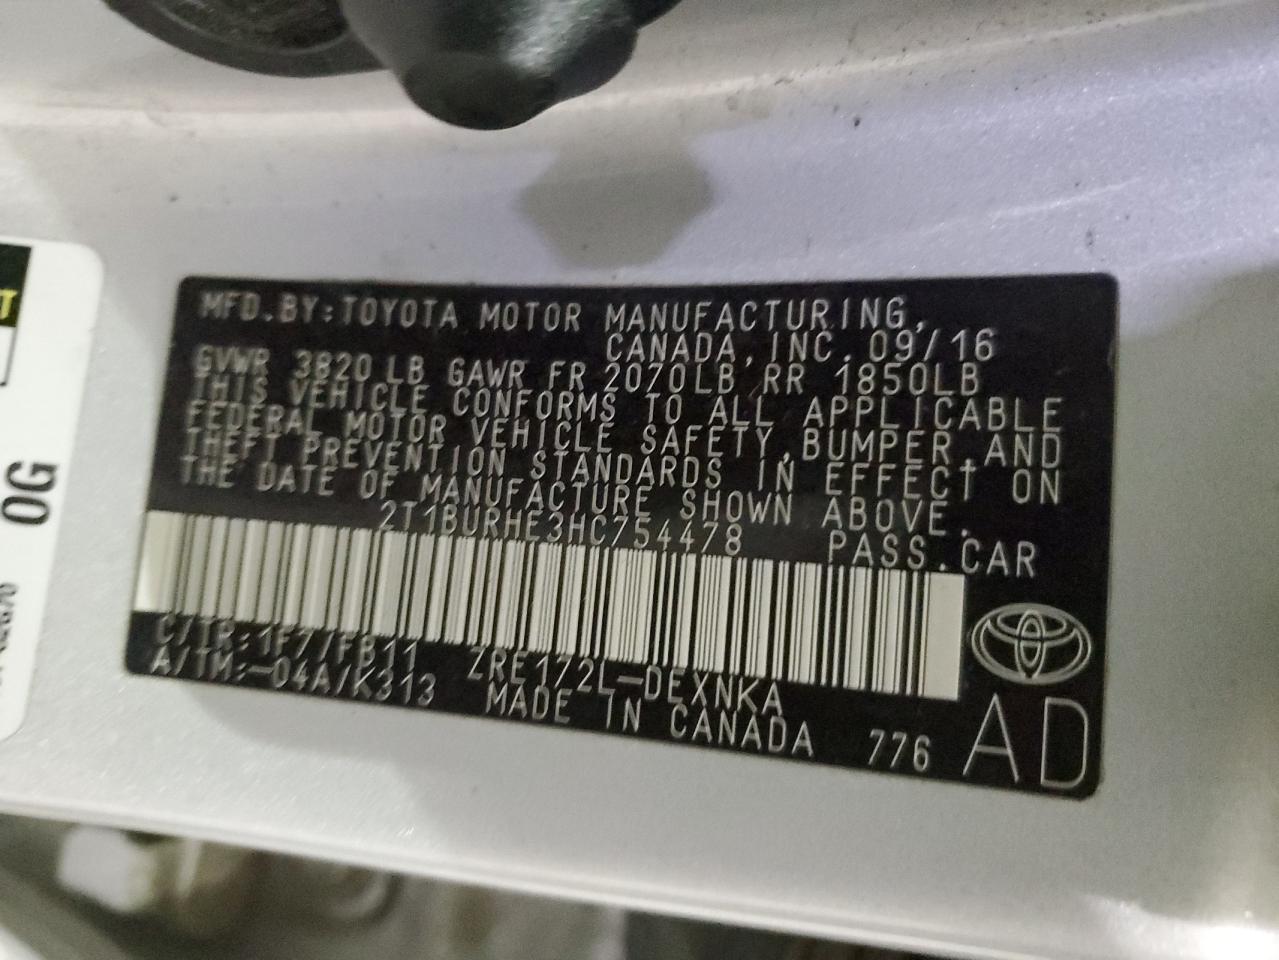 MFD.BY:TOYOTA MOTOR MANUFACTURING,
CANADA,INC.09/16
GVWR 3820 LB GAWR FR 2070LB RR 1850LB
THIS VEHICLE CONFORMS TO ALL APPLICABLE
FEDERAL MOTOR VEHICLE SAFETY,BUMPER,AND
THEFT PREVENTION STANDARDS IN EFFECT ON
THE DATE OF MANUFACTURE SHOWN ABOVE.
2T1BURHE3HC754478 PASS.CAR
C/TR:1F7/FB11 ZRE172L-DEXNKA
A/TM:-04A/K313 MADE IN CANADA 776
AD
0G